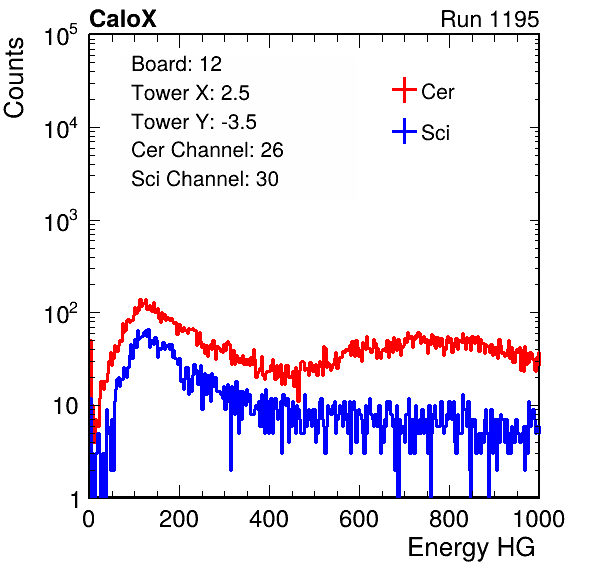 CaloX Run 1195
Counts
10^5
10^4
10^3
10^2
10
1
Board: 12
Tower X: 2.5
Tower Y: -3.5
Cer Channel: 26
Sci Channel: 30
Cer
Sci
0 200 400 600 800 1000
Energy HG